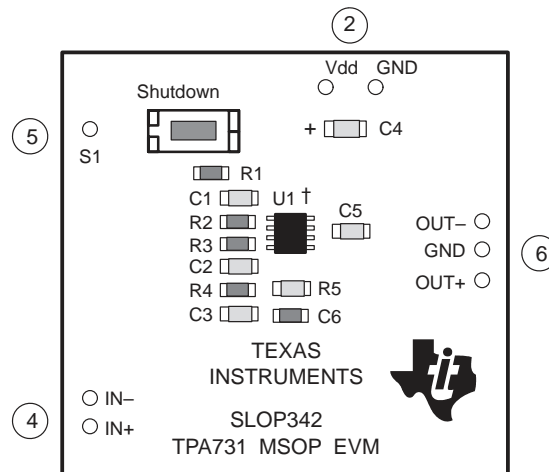 2
Vdd GND
Shutdown
5
S1
+ C4
R1
C1 U1 †
R2
C5
R3
OUT–
GND
6
C2
R4 R5
OUT+
C3 C6
TEXAS
INSTRUMENTS
IN–
4
IN+
SLOP342
TPA731 MSOP EVM